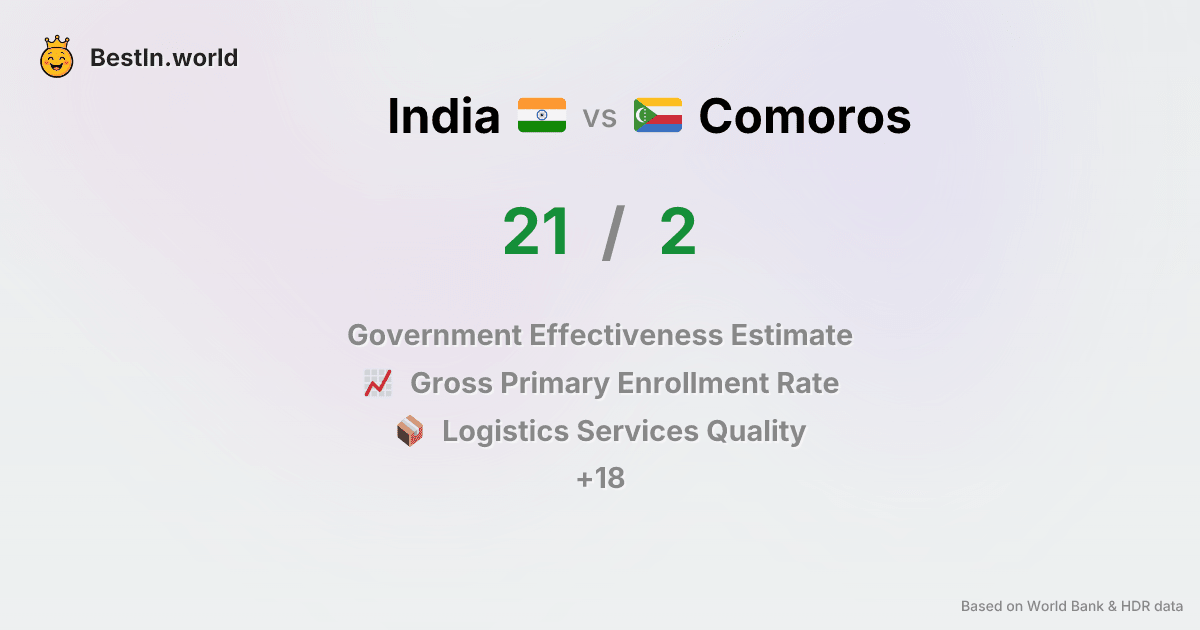 BestIn.world
India vs Comoros
21 / 2
Government Effectiveness Estimate
Gross Primary Enrollment Rate
Logistics Services Quality
+18
Based on World Bank & HDR data